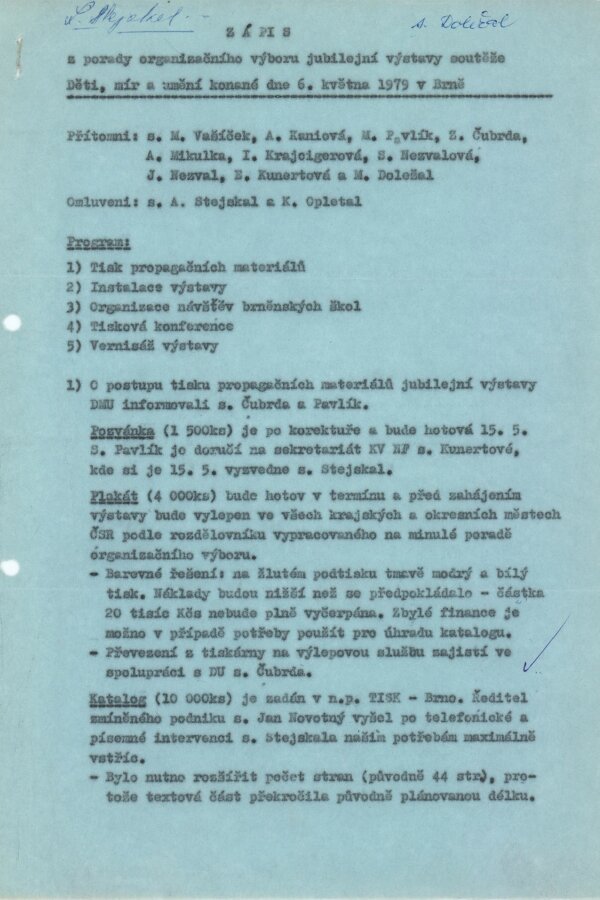 s. Stejskal.
s. Doležal
Z Á P I S
z porady organizačního výboru jubilejní výstavy soutěže
Děti, mír a umění konané dne 6. května 1979 v Brně
Přítomni: s. M. Vašíček, A. Kaniová, M. Pavlík, Z. Čubrda,
A. Mikulka, I. Krajcigerová, S. Nezvalová,
J. Nezval, E. Kunertová a M. Doležal
Omluveni: s. A. Stejskal a K. Opletal
Program:
1) Tisk propagačních materiálů
2) Instalace výstavy
3) Organizace návštěv brněnských škol
4) Tisková konference
5) Vernisáž výstavy
1) O postupu tisku propagačních materiálů jubilejní výstavy
DMU informovali s. Čubrda a Pavlík.
Pozvánka (1 500ks) je po korektuře a bude hotová 15. 5.
S. Pavlík je doručí na sekretariát KV NF s. Kunertové,
kde si je 15. 5. vyzvedne s. Stejskal.
Plakát (4 000ks) bude hotov v termínu a před zahájením
výstavy bude vylepen ve všech krajských a okresních městech
ČSR podle rozdělovníku vypracovaného na minulé poradě
organizačního výboru.
- Barevné řešení: na žlutém podtisku tmavě modrý a bílý
tisk. Náklady budou nižší než se předpokládalo - částka
20 tisíc Kčs nebude plně vyčerpána. Zbylé finance je
možno v případě potřeby použít pro úhradu katalogu.
- Převezení z tiskárny na výlepovou službu zajistí ve
spolupráci s DU s. Čubrda.
Katalog (10 000ks) je zadán v n.p. TISK - Brno. Ředitel
zmíněného podniku s. Jan Novotný vyšel po telefonické a
písemné intervenci s. Stejskala našim potřebám maximálně
vstříc.
- Bylo nutno rozšířit počet stran (původně 44 str), pro-
tože textová část překročila původně plánovanou délku.